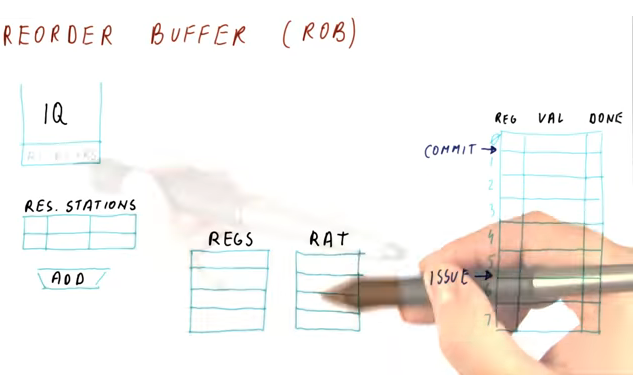 REORDER BUFFER (ROB)
IQ
REG VAL DONE
COMMIT
1
2
3
4
5
7
RES. STATIONS
ADD
REGS RAT
ISSUE